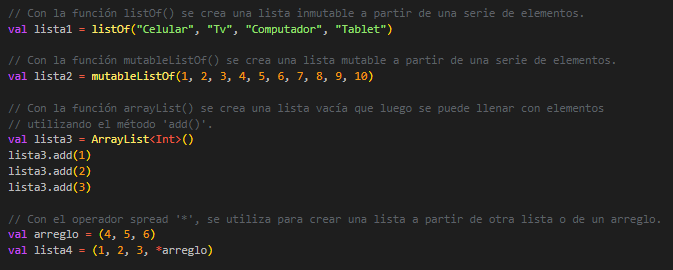 // Con la función listOf() se crea una lista inmutable a partir de una serie de elementos.
val lista1 = listOf("Celular", "Tv", "Computador", "Tablet")
// Con la función mutableListOf() se crea una lista mutable a partir de una serie de elementos.
val lista2 = mutableListOf(1, 2, 3, 4, 5, 6, 7, 8, 9, 10)
// Con la función arrayList() se crea una lista vacía que luego se puede llenar con elementos
// utilizando el método 'add()'.
val lista3 = ArrayList<Int>()
lista3.add(1)
lista3.add(2)
lista3.add(3)
// Con el operador spread '*', se utiliza para crear una lista a partir de otra lista o de un arreglo.
val arreglo = (4, 5, 6)
val lista4 = (1, 2, 3, *arreglo)